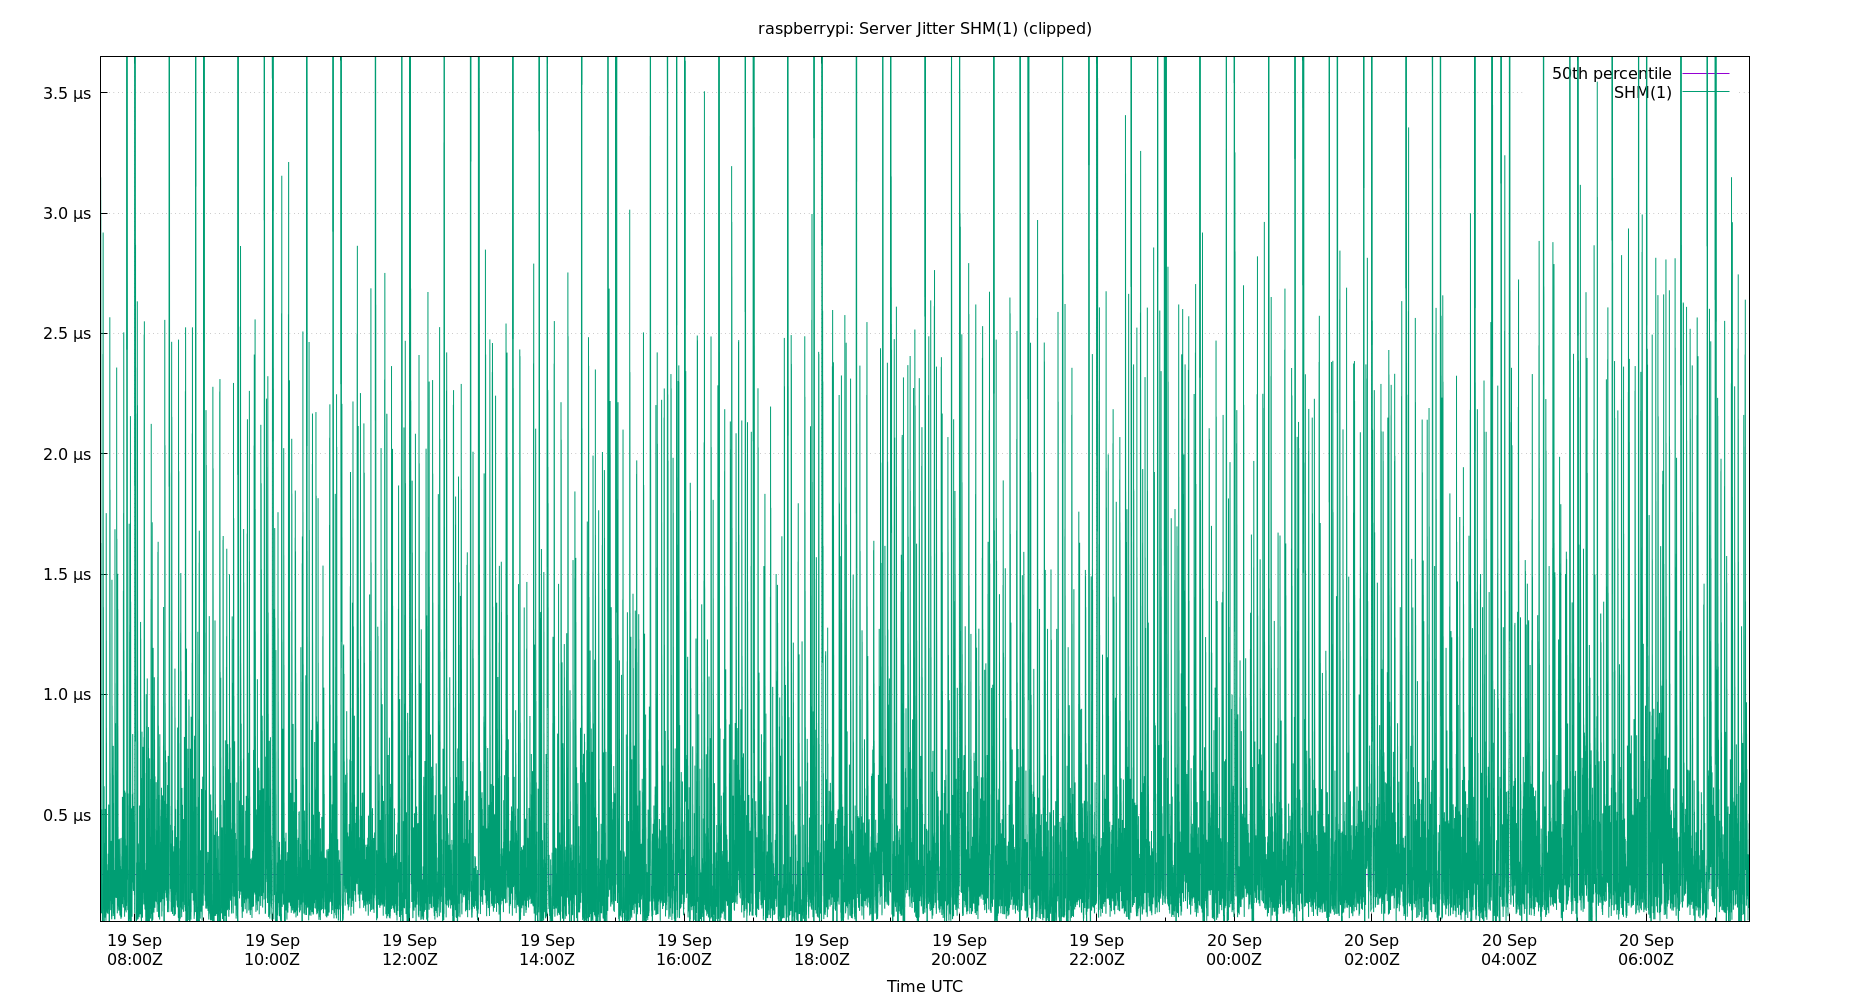 raspberrypi: Server Jitter SHM(1) (clipped)
50th percentile
SHM(1)
3.5 µs
3.0 µs
2.5 µs
2.0 µs
1.5 µs
1.0 µs
0.5 µs
19 Sep 19 Sep 19 Sep 19 Sep 19 Sep 19 Sep 19 Sep 19 Sep 20 Sep 20 Sep 20 Sep 20 Sep
08:00Z 10:00Z 12:00Z 14:00Z 16:00Z 18:00Z 20:00Z 22:00Z 00:00Z 02:00Z 04:00Z 06:00Z
Time UTC